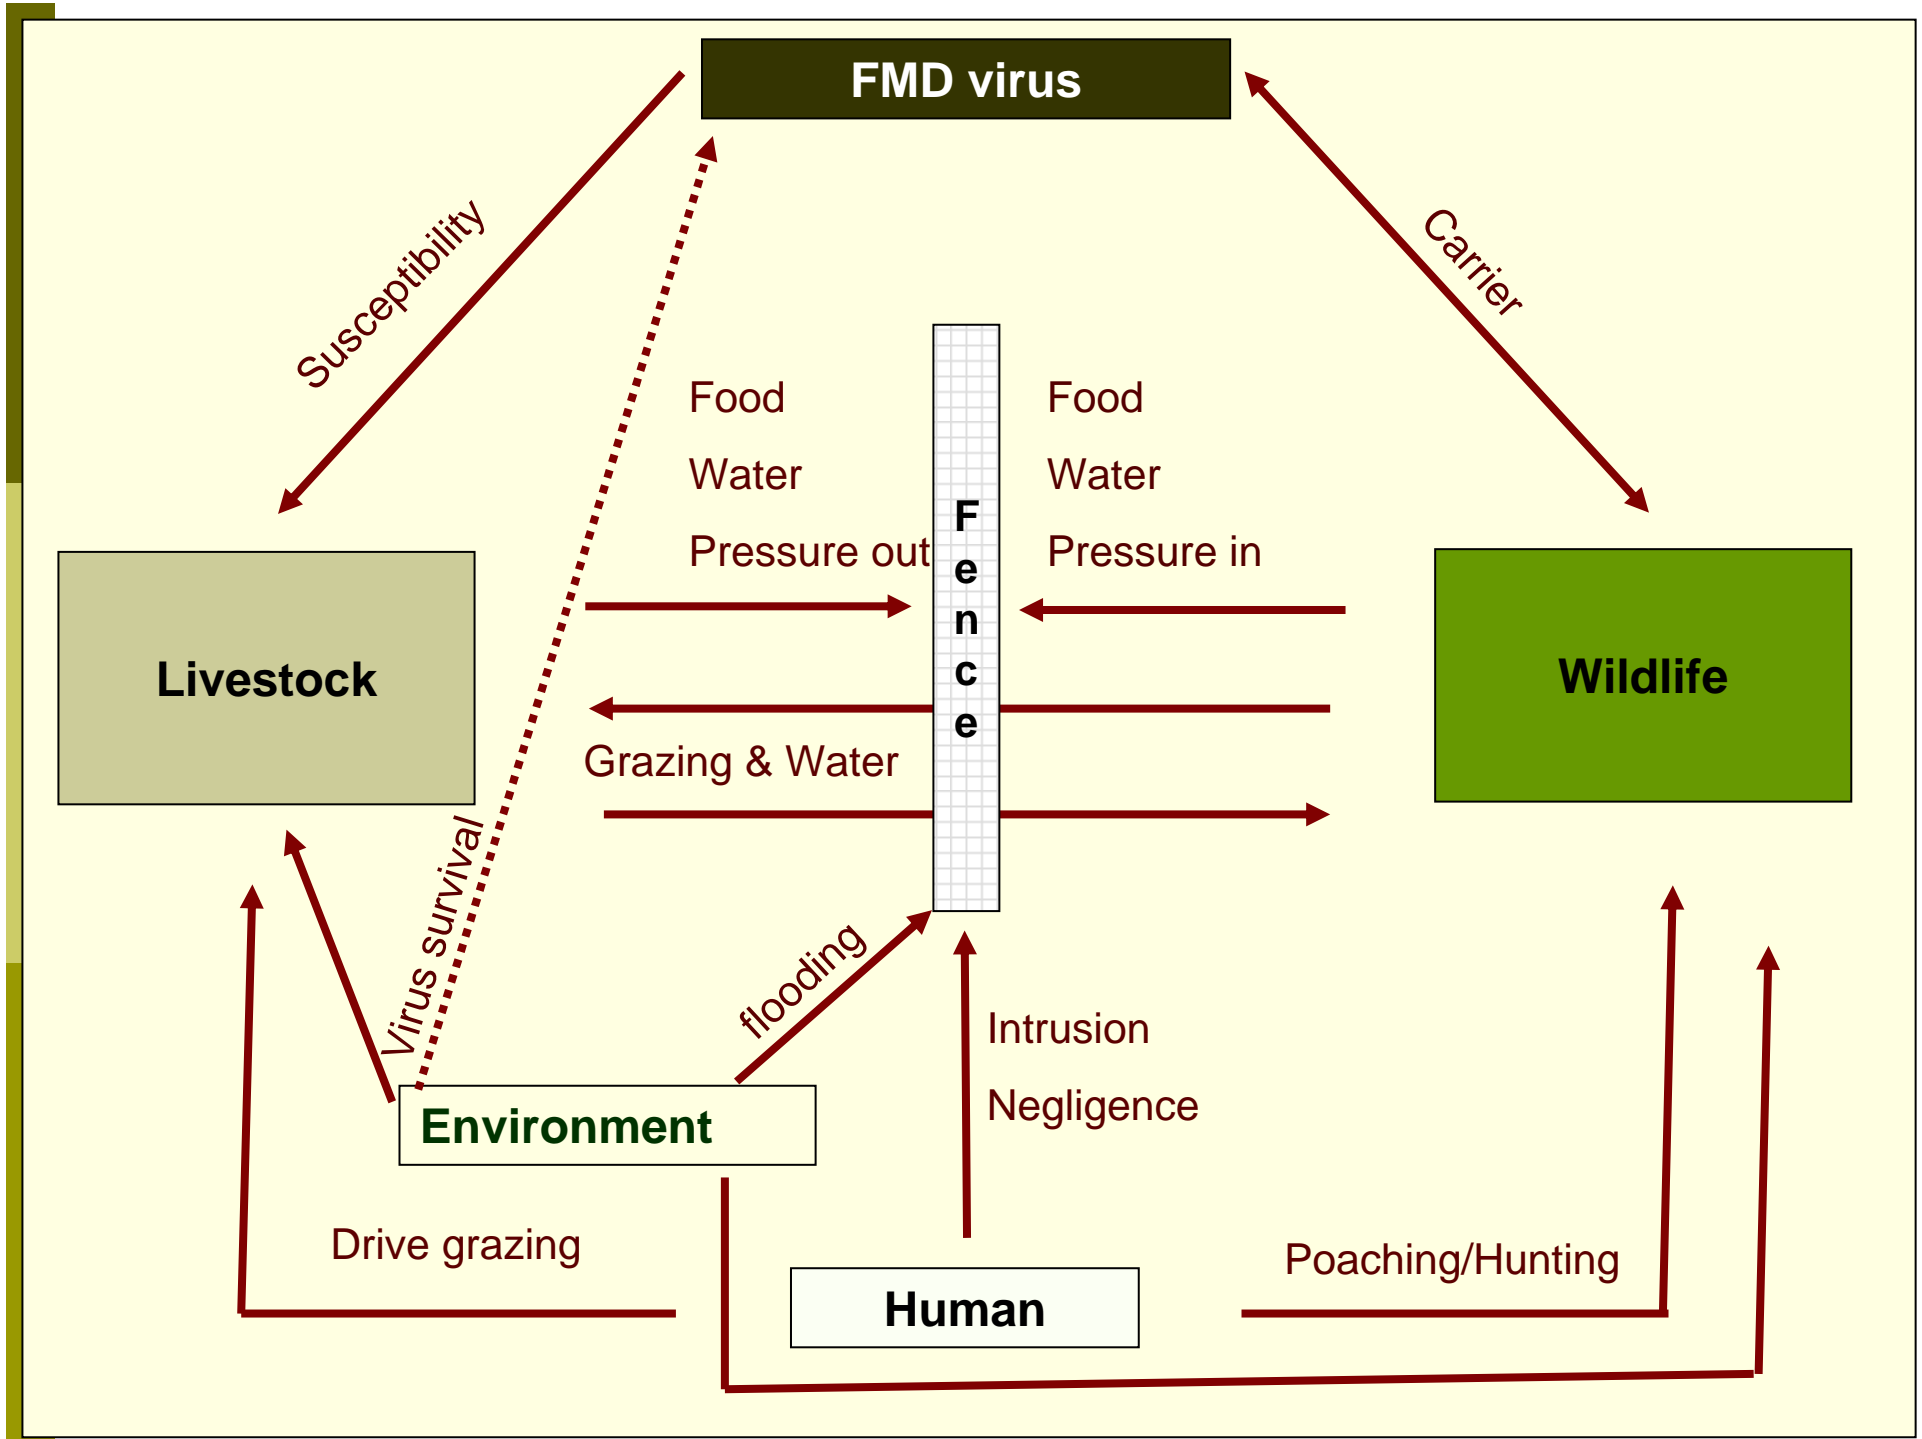 FMD virus
Susceptibility
Carrier
Food
Water
Pressure out
Food
Water
Pressure in
F
e
n
c
e
Livestock
Wildlife
Grazing & Water
Virus survival
flooding
Intrusion
Negligence
Environment
Drive grazing
Human
Poaching/Hunting